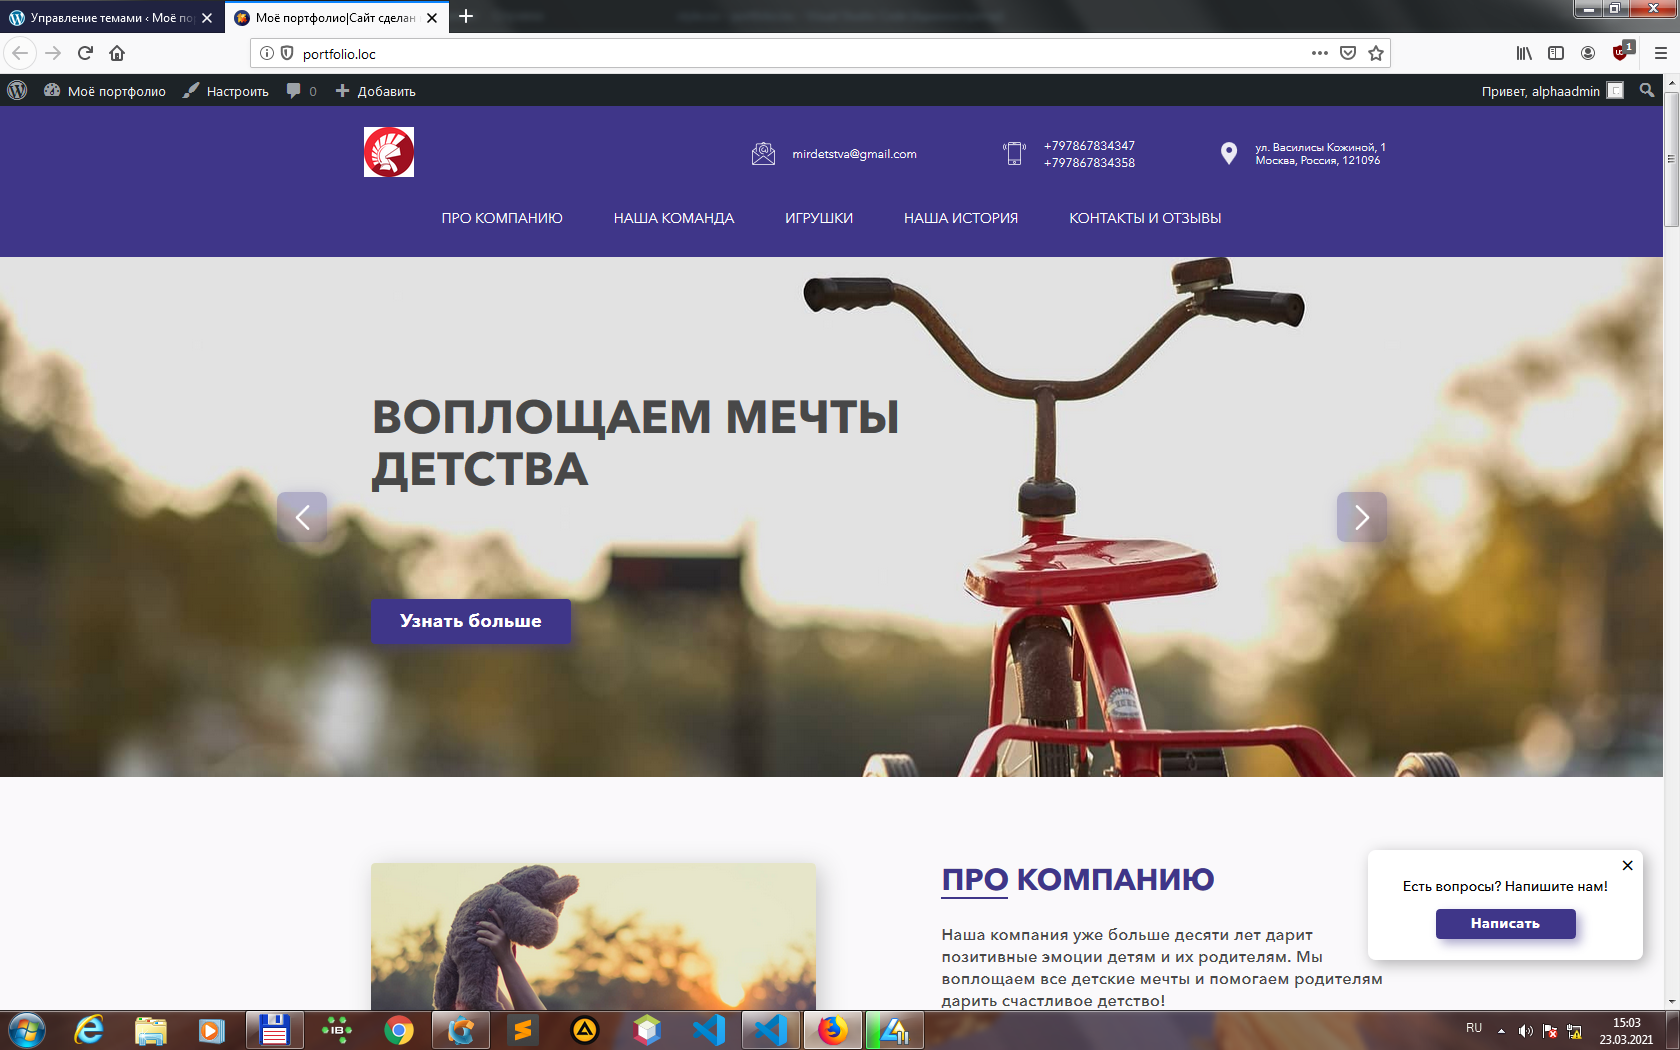 Управление темами ‹ Моё пор
Моё портфолио|Сайт сделан
portfolio.loc
1
Моё портфолио
Настроить
0
Добавить
Привет, alphaadmin
mirdetstva@gmail.com
+797867834347
+797867834358
ул. Василисы Кожиной, 1
Москва, Россия, 121096
ПРО КОМПАНИЮ
НАША КОМАНДА
ИГРУШКИ
НАША ИСТОРИЯ
КОНТАКТЫ И ОТЗЫВЫ
ВОПЛОЩАЕМ МЕЧТЫ
ДЕТСТВА
Узнать больше
ПРО КОМПАНИЮ
Наша компания уже больше десяти лет дарит
позитивные эмоции детям и их родителям. Мы
воплощаем все детские мечты и помогаем родителям
дарить счастливое детство!
Есть вопросы? Напишите нам!
Написать
IB
RU
15:03
23.03.2021